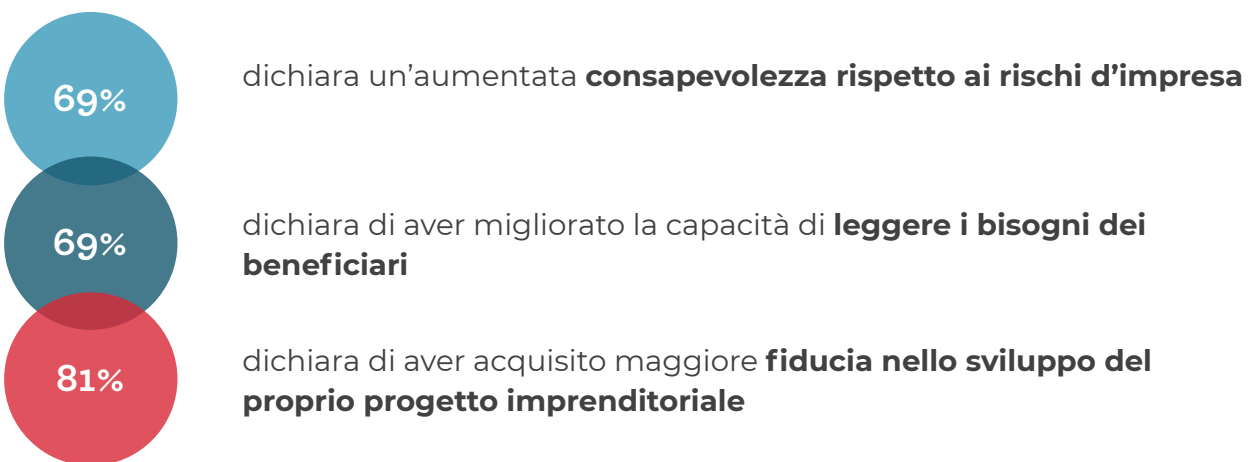 69%
dichiara un’aumentata consapevolezza rispetto ai rischi d’impresa
69%
dichiara di aver migliorato la capacità di leggere i bisogni dei
beneficiari
81%
dichiara di aver acquisito maggiore fiducia nello sviluppo del
proprio progetto imprenditoriale